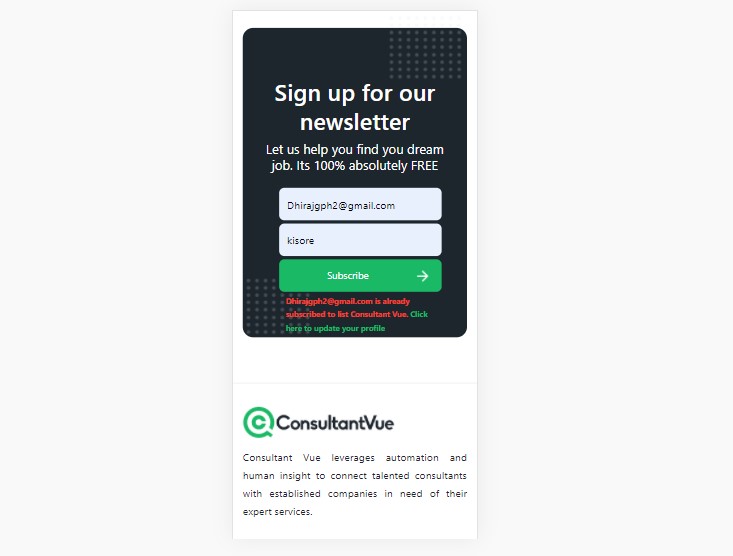 Sign up for our
newsletter
Let us help you find you dream
job. Its 100% absolutely FREE
Dhirajgph2@gmail.com
kisore
Subscribe
Dhirajgph2@gmail.com is already
subscribed to list Consultant Vue. Click
here to update your profile
ConsultantVue
Consultant Vue leverages automation and
human insight to connect talented consultants
with established companies in need of their
expert services.